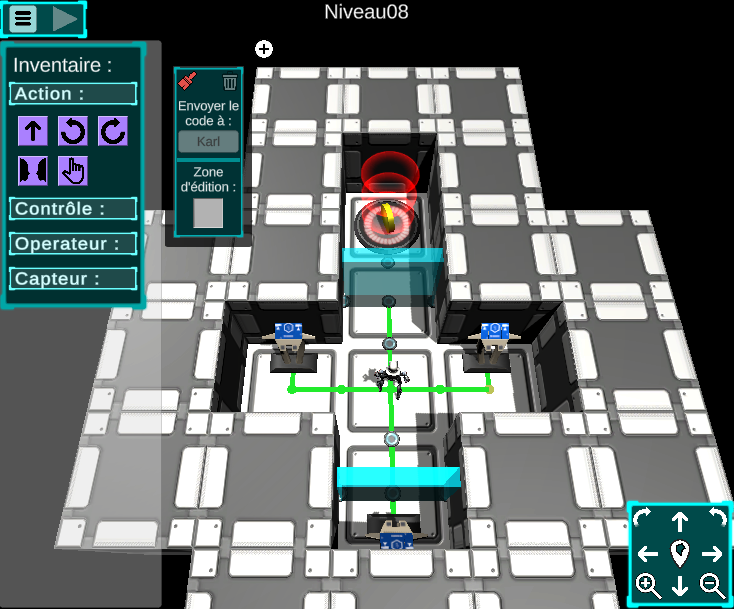 Niveau08
Inventaire :
Action :
Contrôle :
Operateur :
Capteur :
Envoyer le
code à :
Karl
Zone
d'édition :